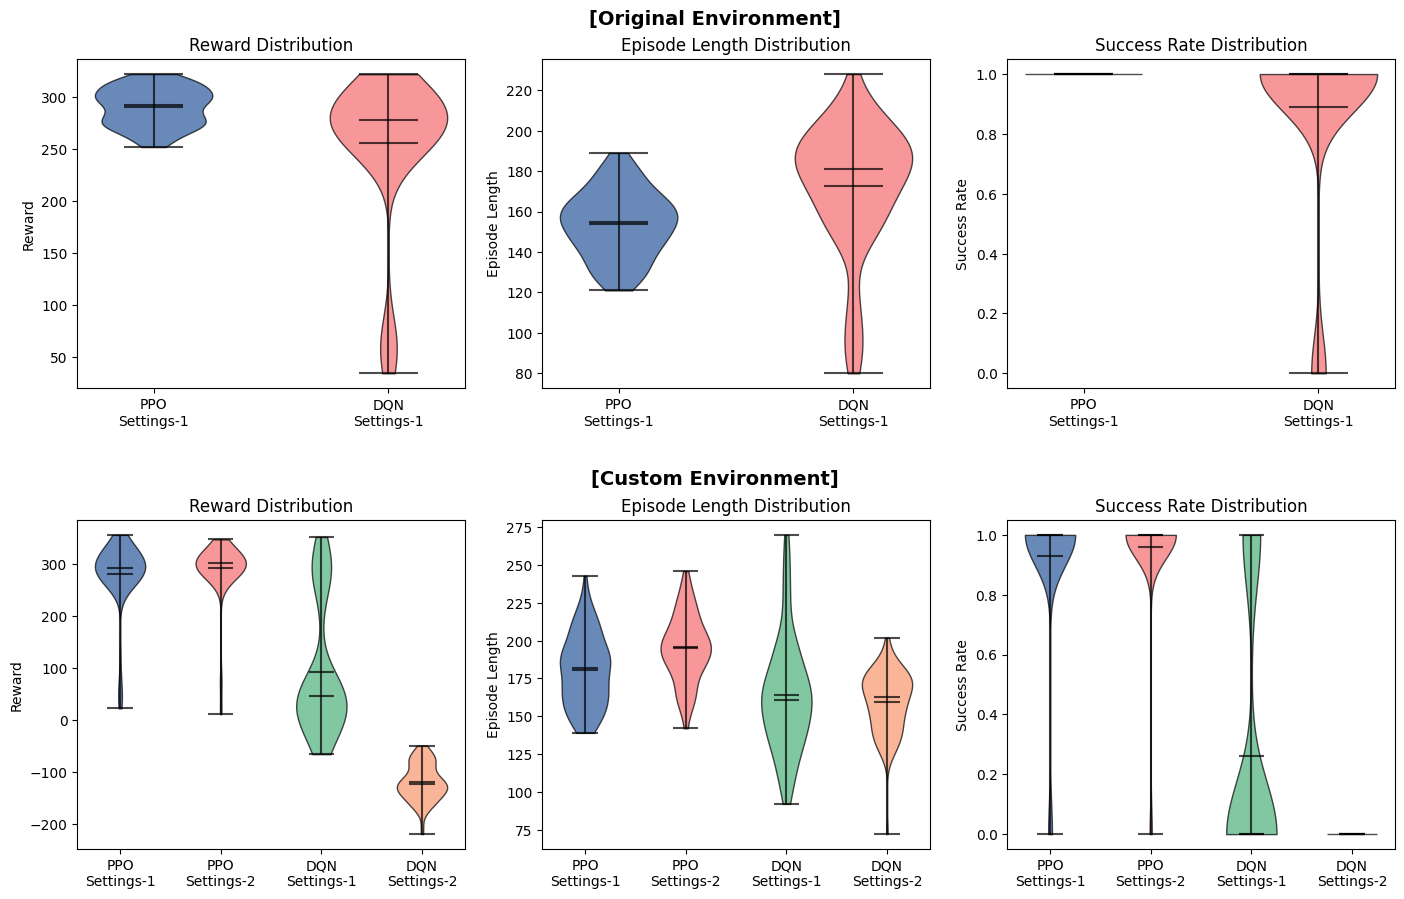 [Original Environment]
Reward Distribution
Reward
300
250
200
150
100
50
PPO
Settings-1
DQN
Settings-1
Episode Length Distribution
Episode Length
220
200
180
160
140
120
100
80
PPO
Settings-1
DQN
Settings-1
Success Rate Distribution
Success Rate
1.0
0.8
0.6
0.4
0.2
0.0
PPO
Settings-1
DQN
Settings-1
[Custom Environment]
Reward Distribution
Reward
300
200
100
0
−100
−200
PPO
Settings-1
PPO
Settings-2
DQN
Settings-1
DQN
Settings-2
Episode Length Distribution
Episode Length
275
250
225
200
175
150
125
100
75
PPO
Settings-1
PPO
Settings-2
DQN
Settings-1
DQN
Settings-2
Success Rate Distribution
Success Rate
1.0
0.8
0.6
0.4
0.2
0.0
PPO
Settings-1
PPO
Settings-2
DQN
Settings-1
DQN
Settings-2